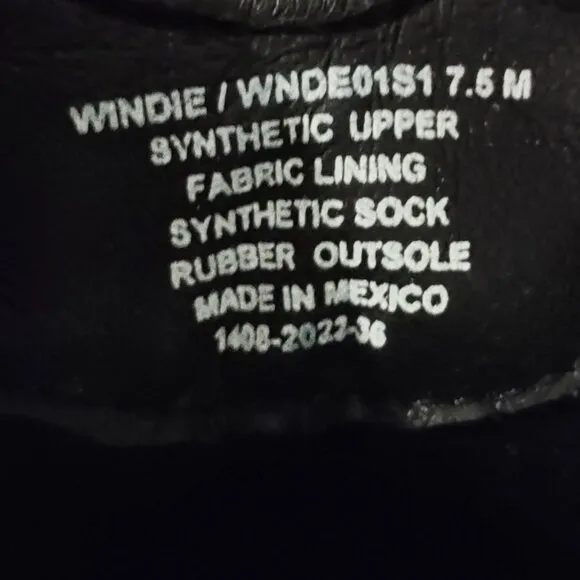 WINDIE / WNDE01S1 7.5 M
SYNTHETIC UPPER
FABRIC LINING
SYNTHETIC SOCK
RUBBER OUTSOLE
MADE IN MEXICO
1408-2022-36